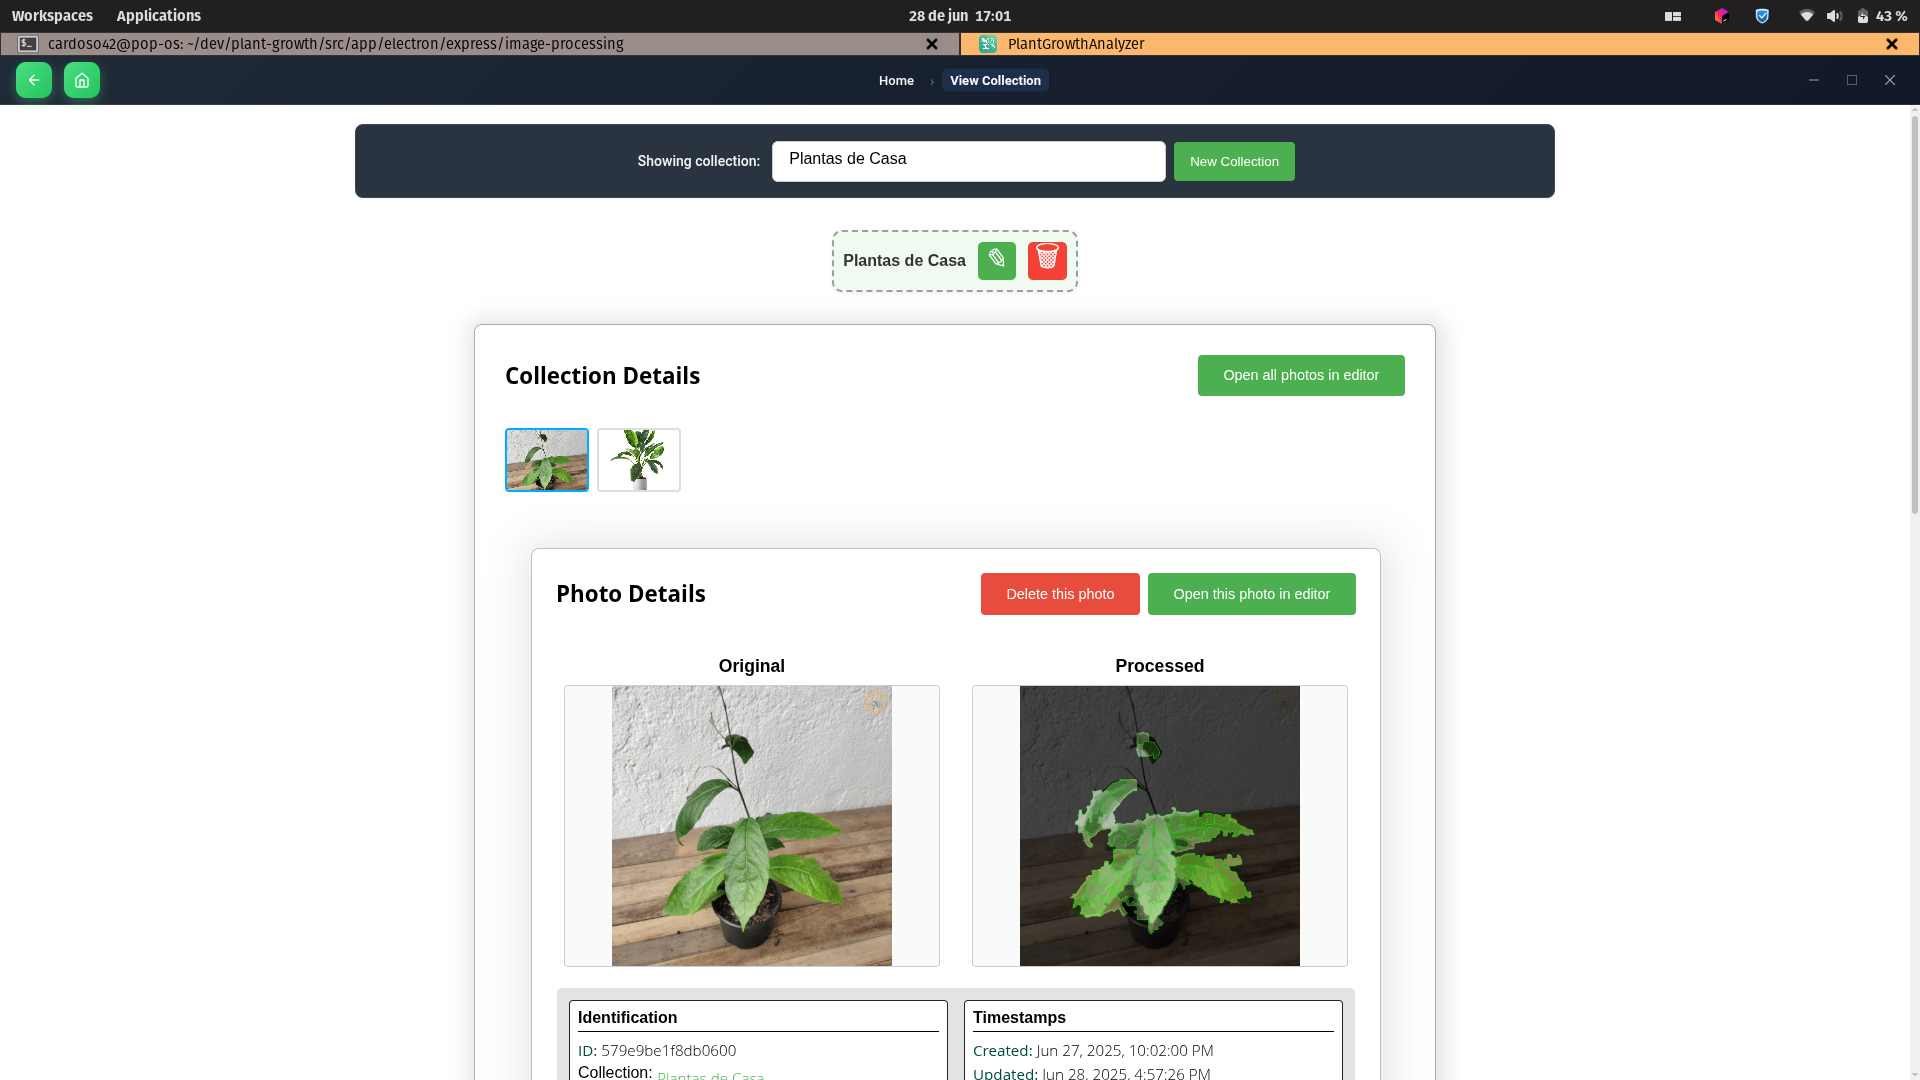 Workspaces Applications 28 de jun 17:01 43 %
cardoso42@pop-os: ~/dev/plant-growth/src/app/electron/express/image-processing PlantGrowthAnalyzer
Home › View Collection
Showing collection: Plantas de Casa New Collection
Plantas de Casa
Collection Details Open all photos in editor
Photo Details Delete this photo Open this photo in editor
Original Processed
Identification Timestamps
ID: 579e9be1f8db0600 Created: Jun 27, 2025, 10:02:00 PM
Collection: Plantas de Casa Updated: Jun 28, 2025, 4:57:26 PM